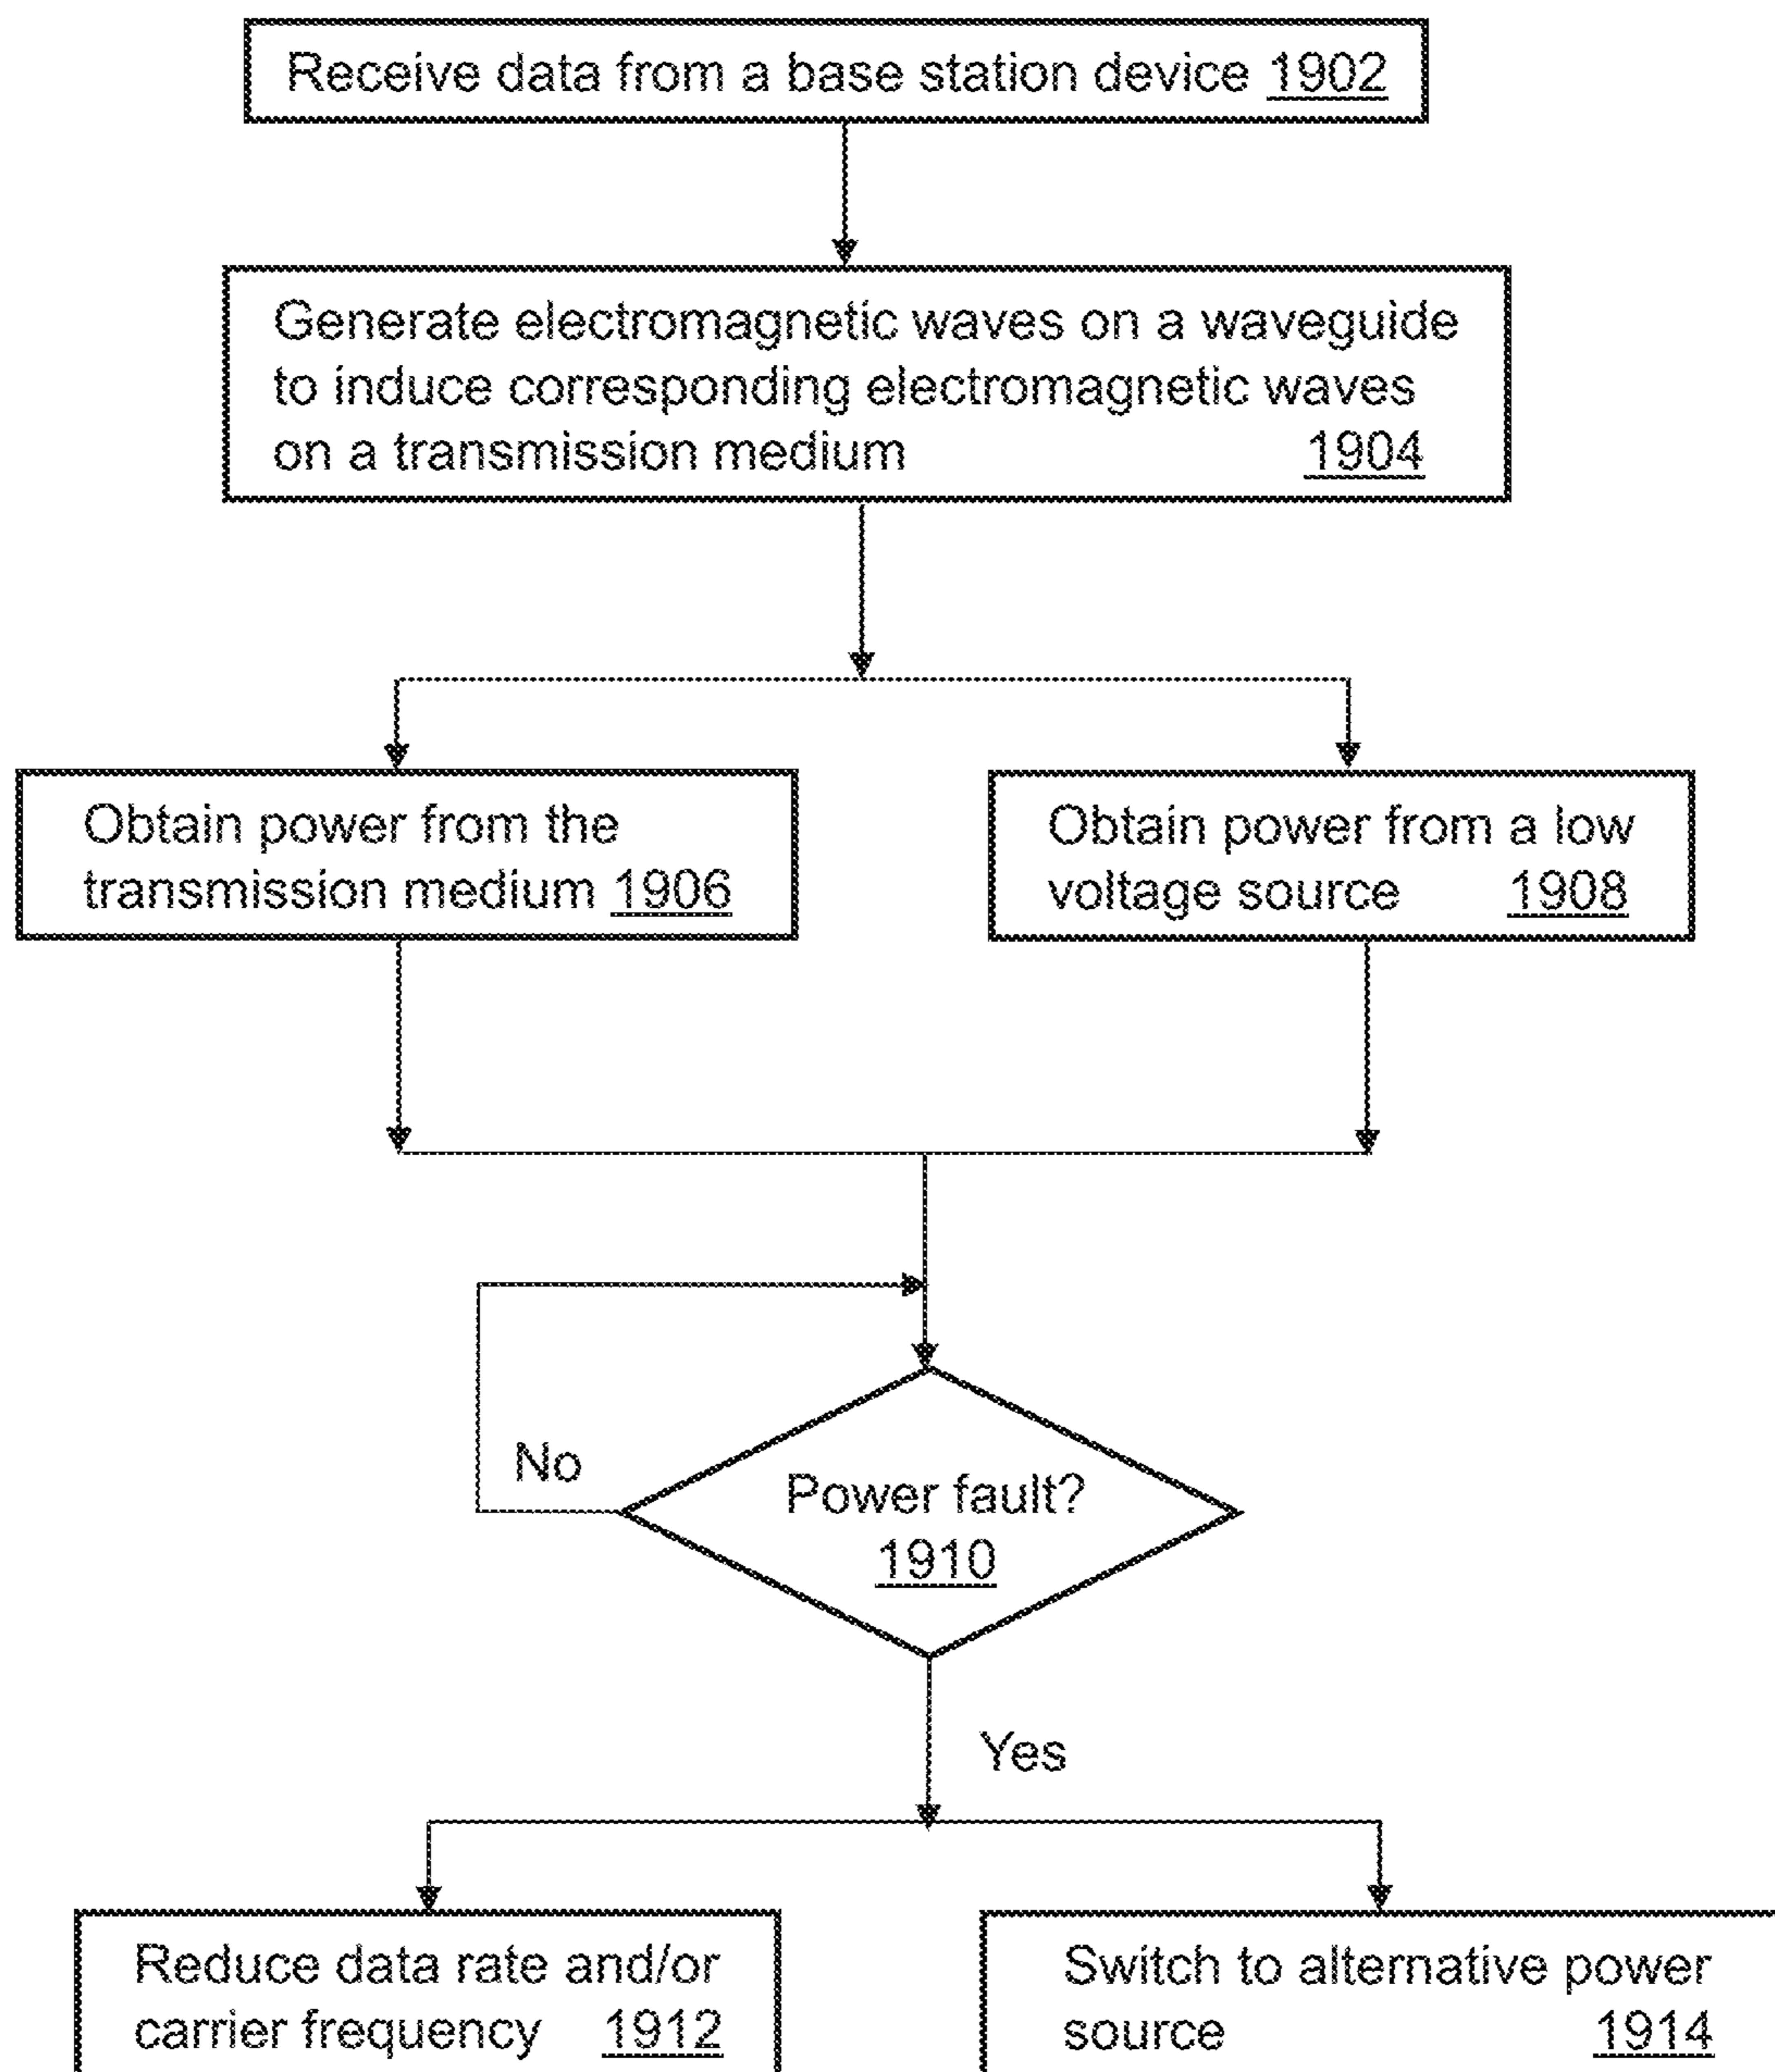 Receive data from a base station device 1902
Generate electromagnetic waves on a waveguide
to induce corresponding electromagnetic waves
on a transmission medium 1904
Obtain power from the
transmission medium 1906
Obtain power from a low
voltage source 1908
No
Power fault?
1910
Yes
Reduce data rate and/or
carrier frequency 1912
Switch to alternative power
source 1914